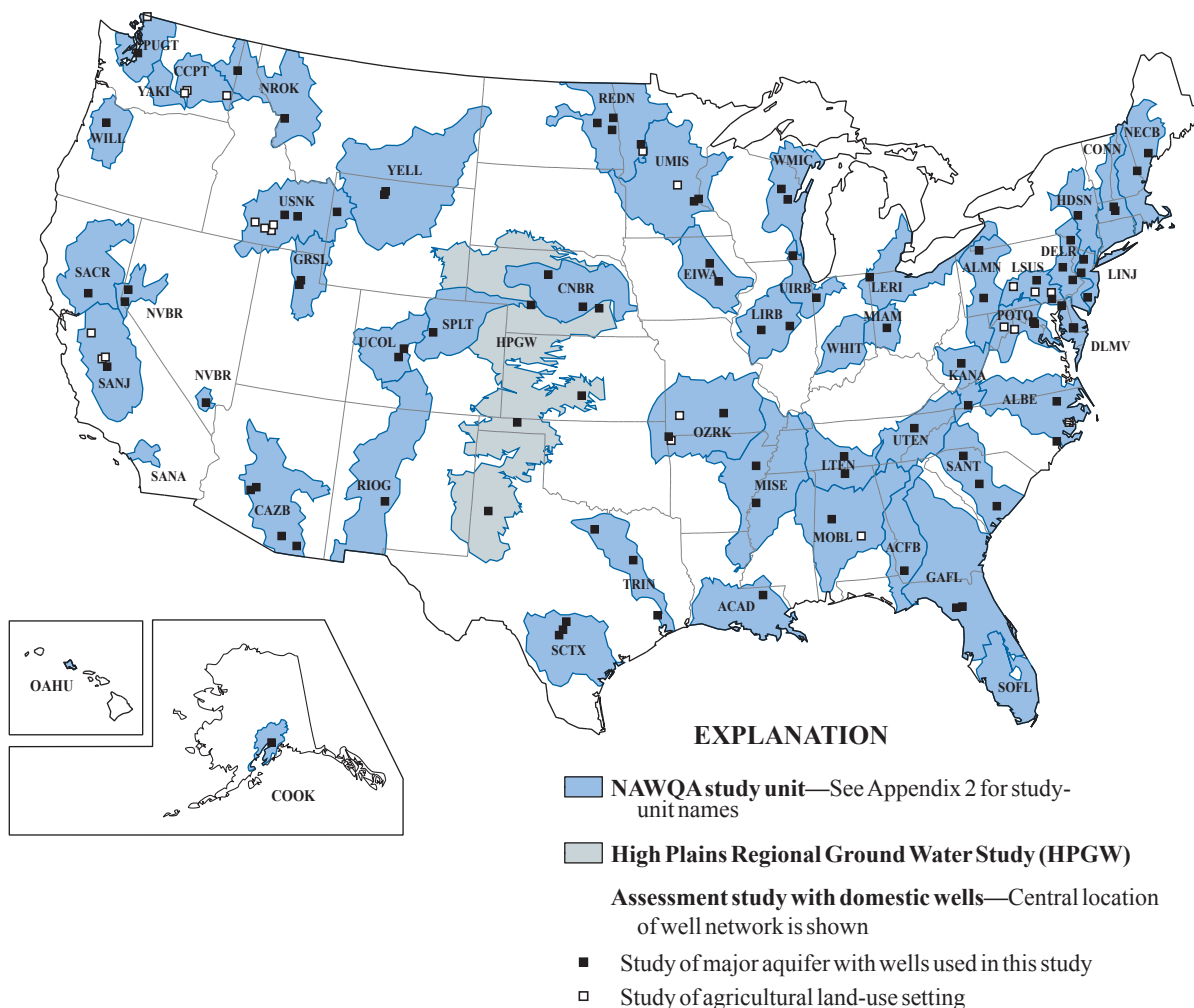 PUGT
CCPT
YAKI
NROK
WILL
REDN
UMIS
WMIC
NECB
CONN
HDSN
YELL
USNK
GRSL
SACR
NVBR
SANJ
NVBR
SANA
CAZB
UCOL
SPLT
CNBR
HPGW
RIOG
EIWA
LIRB
UIRB
LERI
MIAM
WHIT
ALMN
LSUS
DELR
LINJ
POTO
DLMV
KANA
ALBE
OZRK
MISE
LTEN
UTEN
SANT
MOBL
ACFB
GAFL
SOFL
TRIN
ACAD
SCTX
OAHU
COOK
EXPLANATION
NAWQA study unit—See Appendix 2 for study-
unit names
High Plains Regional Ground Water Study (HPGW)
Assessment study with domestic wells—Central location
of well network is shown
Study of major aquifer with wells used in this study
Study of agricultural land-use setting